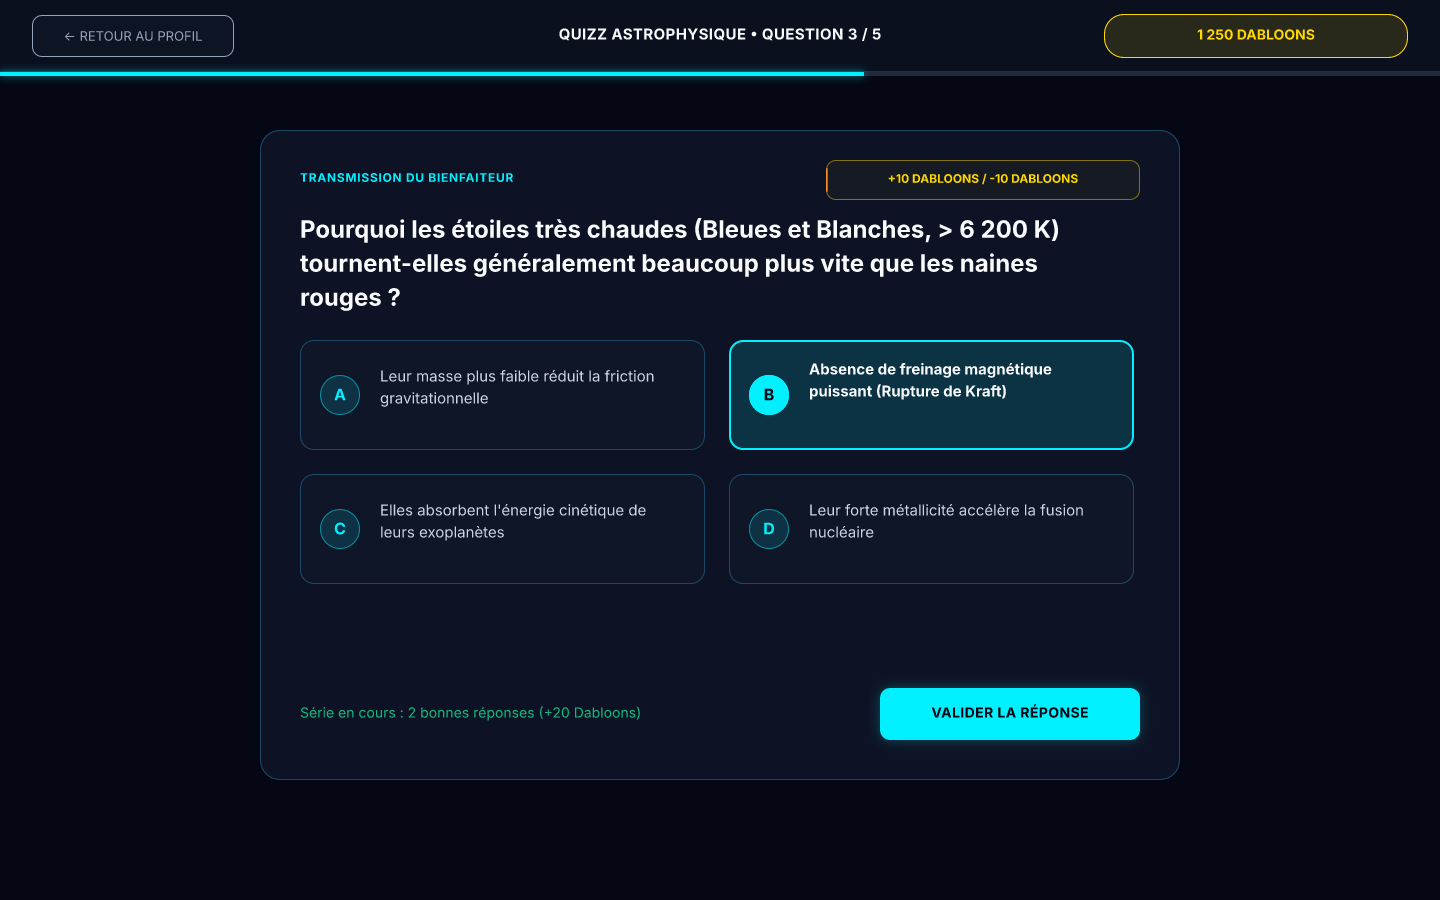 ← RETOUR AU PROFIL
QUIZZ ASTROPHYSIQUE • QUESTION 3 / 5
1 250 DABLOONS
TRANSMISSION DU BIENFAITEUR
+10 DABLOONS / -10 DABLOONS
Pourquoi les étoiles très chaudes (Bleues et Blanches, > 6 200 K)
tournent-elles généralement beaucoup plus vite que les naines
rouges ?
A
Leur masse plus faible réduit la friction
gravitationnelle
B
Absence de freinage magnétique
puissant (Rupture de Kraft)
C
Elles absorbent l'énergie cinétique de
leurs exoplanètes
D
Leur forte métallicité accélère la fusion
nucléaire
Série en cours : 2 bonnes réponses (+20 Dabloons)
VALIDER LA RÉPONSE